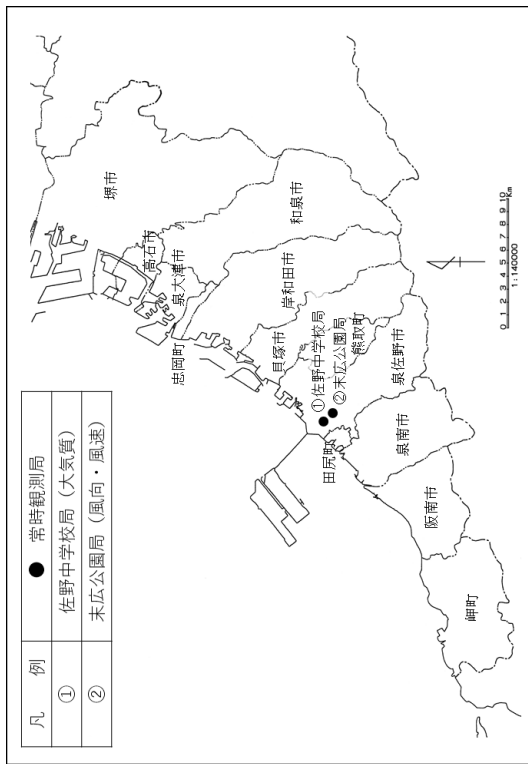 凡 例
● 常時観測局
① 佐野中学校局（大気質）
② 末広公園局（風向・風速）
堺市
高石市
泉大津市
和泉市
志岡町
岸和田市
貝塚市
①佐野中学校局
②末広公園局
熊取町
田尻町
泉佐野市
泉南市
阪南市
岬町
0 1 2 3 4 5 6 7 8 9 10
Km
1:140000